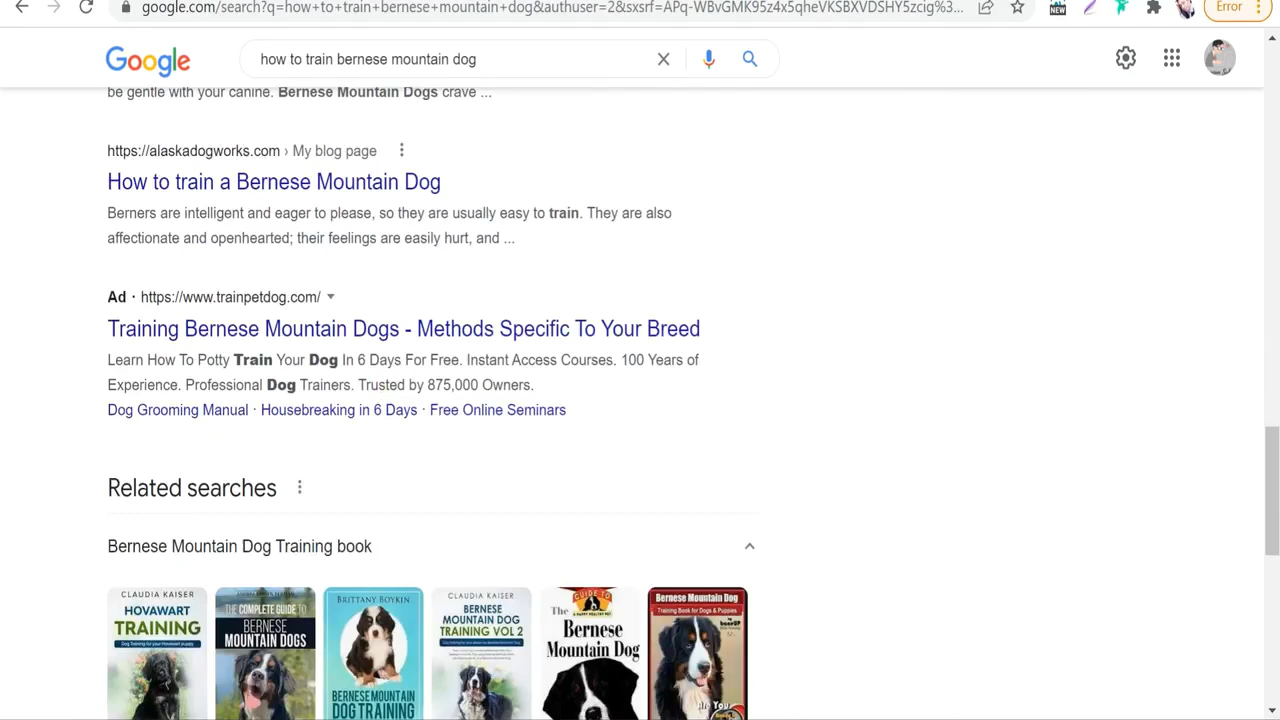 google.com/search?q=how+to+train+bernese+mountain+dog&authuser=2&sxsrf=APq-WBvGMK95z4x5qheVKSBXVDSHY5zcig%3...
NEW
Error
Google
how to train bernese mountain dog
be gentle with your canine. Bernese Mountain Dogs crave ...
https://alaskadogworks.com › My blog page
How to train a Bernese Mountain Dog
Berners are intelligent and eager to please, so they are usually easy to train. They are also
affectionate and openhearted; their feelings are easily hurt, and ...
Ad · https://www.trainpetdog.com/
Training Bernese Mountain Dogs - Methods Specific To Your Breed
Learn How To Potty Train Your Dog In 6 Days For Free. Instant Access Courses. 100 Years of
Experience. Professional Dog Trainers. Trusted by 875,000 Owners.
Dog Grooming Manual · Housebreaking in 6 Days · Free Online Seminars
Related searches
Bernese Mountain Dog Training book
CLAUDIA KAISER
HOVAWART
TRAINING
Dog Training for your Hovawart puppy
THE COMPLETE GUIDE TO
BERNESE
MOUNTAIN DOGS
BRITTANY BOYKIN
BERNESE MOUNTAIN
DOG TRAINING
CLAUDIA KAISER
BERNESE
MOUNTAIN DOG
TRAINING VOL 2
GUIDE TO
A HAPPY HEALTHY PET
The
Bernese
Mountain Dog
Bernese Mountain Dog
Training Book for Dogs & Puppies
Are You